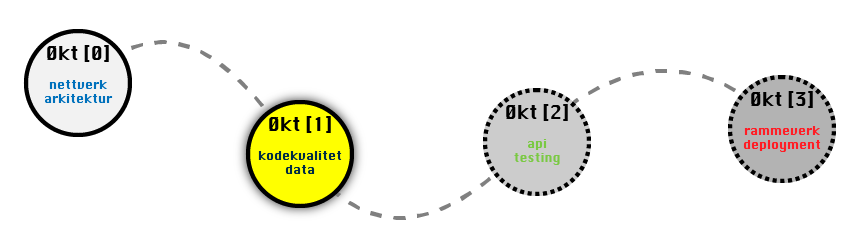 Økt [0]
nettverk
arkitektur
Økt [1]
kodekvalitet
data
Økt [2]
api
testing
Økt [3]
rammeverk
deployment